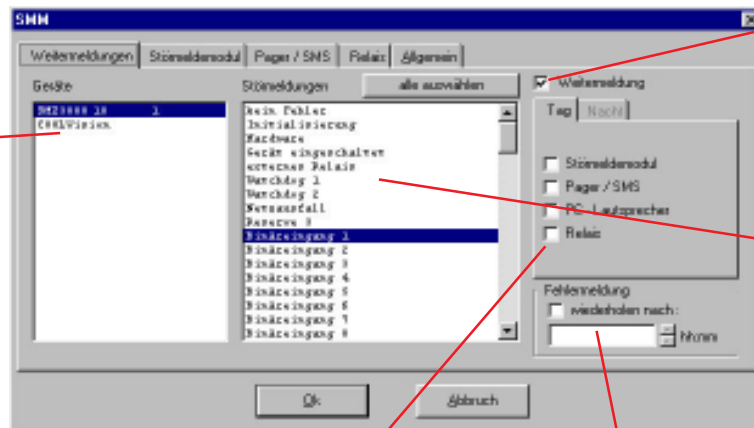 SMM
Weitermeldungen Störmeldemodul Pager / SMS Relais Allgemein
Geräte
Störmeldungen
alle auswählen
Weitermeldung
1
COOLVision
kein Fehler
Initialisierung
Hardware
Gerät eingeschaltet
externes Relais
Watchdog 1
Watchdog 2
Netzausfall
Reserve 3
Binäreingang 1
Binäreingang 2
Binäreingang 3
Binäreingang 4
Binäreingang 5
Binäreingang 6
Binäreingang 7
Binäreingang 8
Tag Nacht
Störmeldemodul
Pager / SMS
PC - Lautsprecher
Relais
Fehlermeldung
wiederholen nach:
hh:mm
Ok
Abbruch